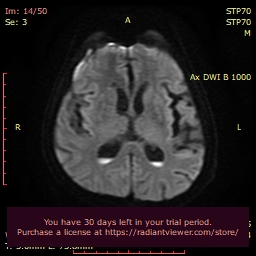 Im: 14/50
Se: 3
A
STP70
STP70
M
Ax DWI B 1000
R
L
You have 30 days left in your trial period.
Purchase a license at https://radiantviewer.com/store/